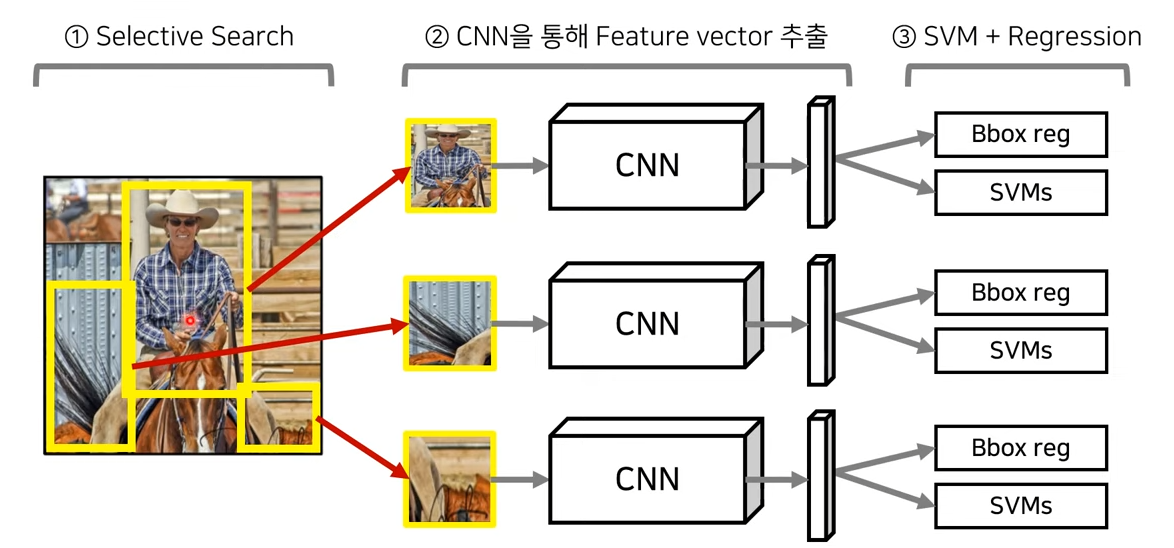 ① Selective Search
② CNN을 통해 Feature vector 추출
③ SVM + Regression
CNN
Bbox reg
SVMs
CNN
Bbox reg
SVMs
CNN
Bbox reg
SVMs